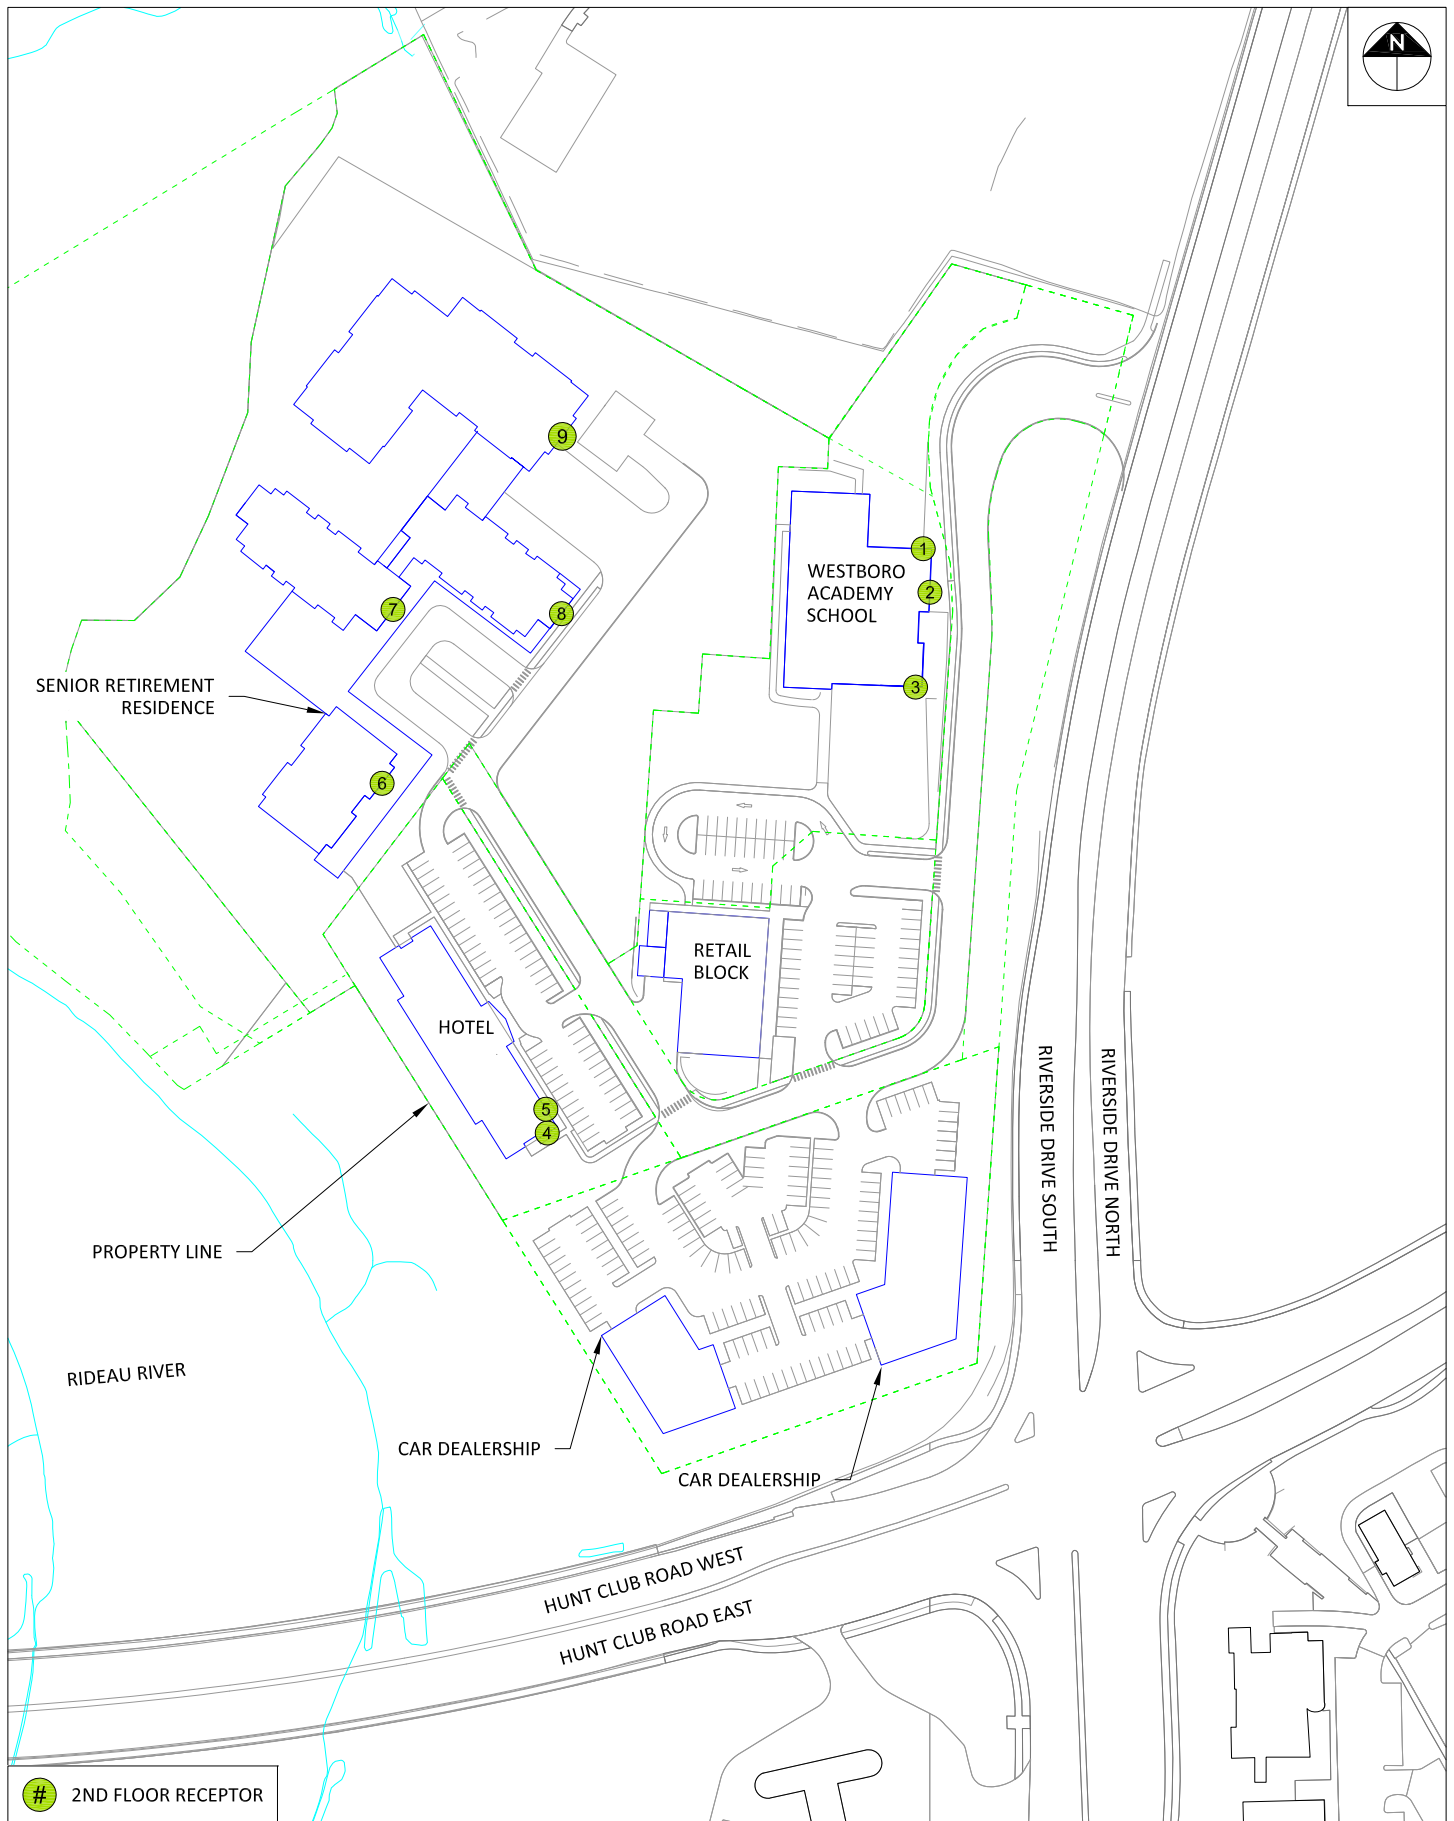 N
9
1
WESTBORO
ACADEMY
SCHOOL
2
7
8
3
SENIOR RETIREMENT
RESIDENCE
6
RETAIL
BLOCK
HOTEL
5
4
RIVERSIDE DRIVE SOUTH
RIVERSIDE DRIVE NORTH
PROPERTY LINE
RIDEAU RIVER
CAR DEALERSHIP
CAR DEALERSHIP
HUNT CLUB ROAD WEST
HUNT CLUB ROAD EAST
# 2ND FLOOR RECEPTOR